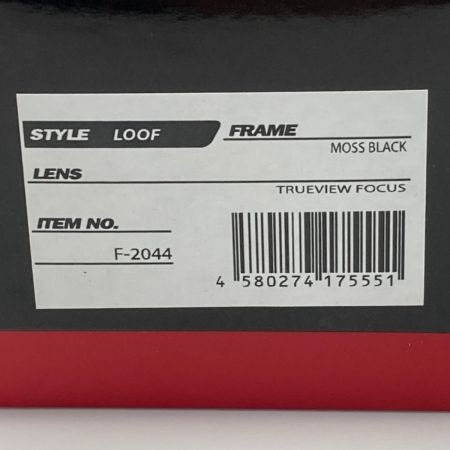 STYLE LOOF FRAME
MOSS BLACK
LENS
TRUEVIEW FOCUS
ITEM NO.
F-2044
4 580274 175551